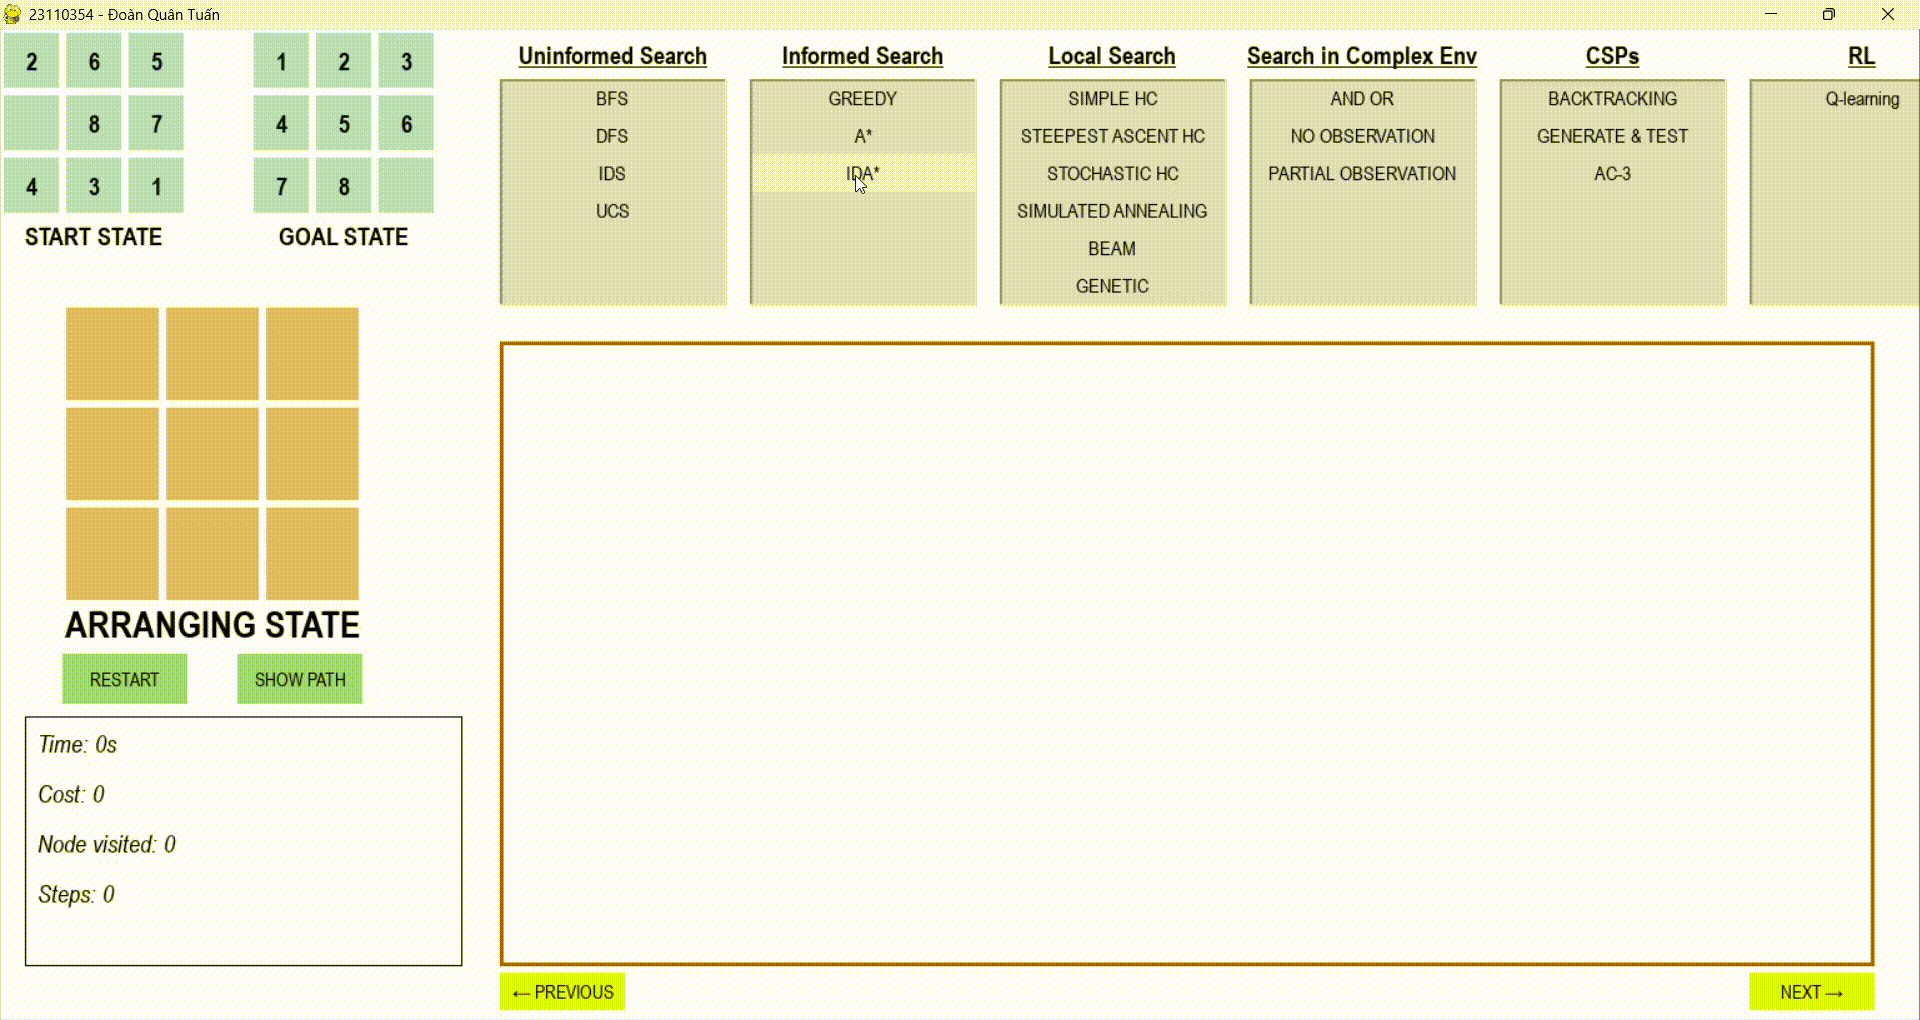 23110354 - Đoàn Quân Tuấn
2 6 5
8 7
4 3 1
START STATE
1 2 3
4 5 6
7 8
GOAL STATE
Uninformed Search
BFS
DFS
IDS
UCS
Informed Search
GREEDY
A*
IDA*
Local Search
SIMPLE HC
STEEPEST ASCENT HC
STOCHASTIC HC
SIMULATED ANNEALING
BEAM
GENETIC
Search in Complex Env
AND OR
NO OBSERVATION
PARTIAL OBSERVATION
CSPs
BACKTRACKING
GENERATE & TEST
AC-3
RL
Q-learning
ARRANGING STATE
RESTART
SHOW PATH
Time: 0s
Cost: 0
Node visited: 0
Steps: 0
← PREVIOUS
NEXT →